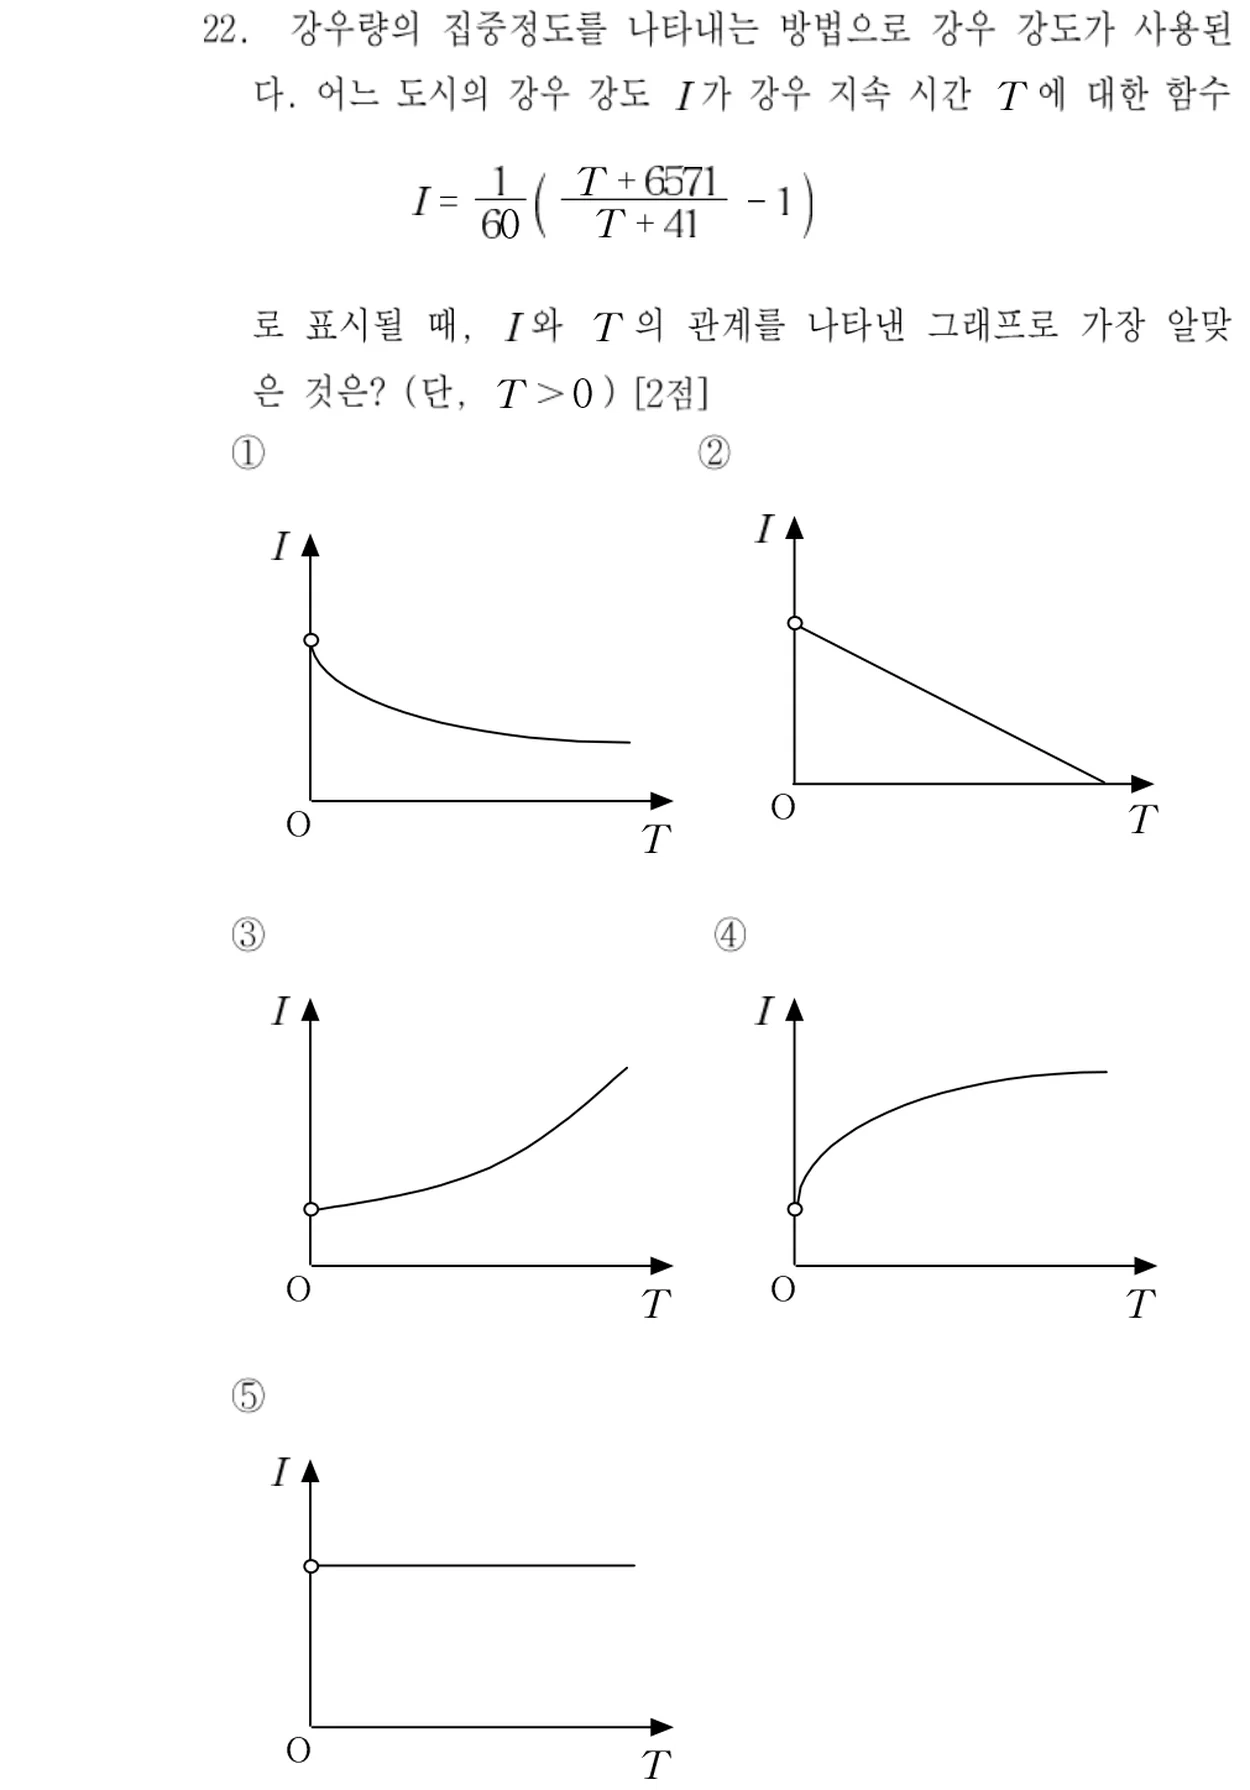 22. 강우량의 집중정도를 나타내는 방법으로 강우 강도가 사용된
다. 어느 도시의 강우 강도 I가 강우 지속 시간 T에 대한 함수
I = 1/60 ( (T + 6571)/(T + 41) − 1 )
로 표시될 때, I와 T의 관계를 나타낸 그래프로 가장 알맞
은 것은? (단, T > 0) [2점]
① ②
I I
O T O T
③ ④
I I
O T O T
⑤
I
O T